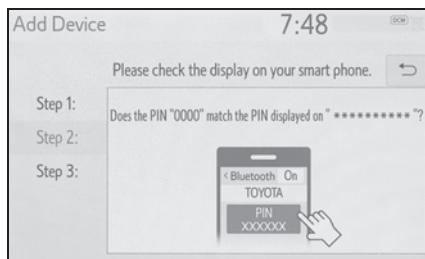 Add Device
7:48
DCM
Please check the display on your smart phone.
Step 1:
Does the PIN "0000" match the PIN displayed on " ********** "?
Step 2:
Step 3:
< Bluetooth On
TOYOTA
PIN
XXXXXX